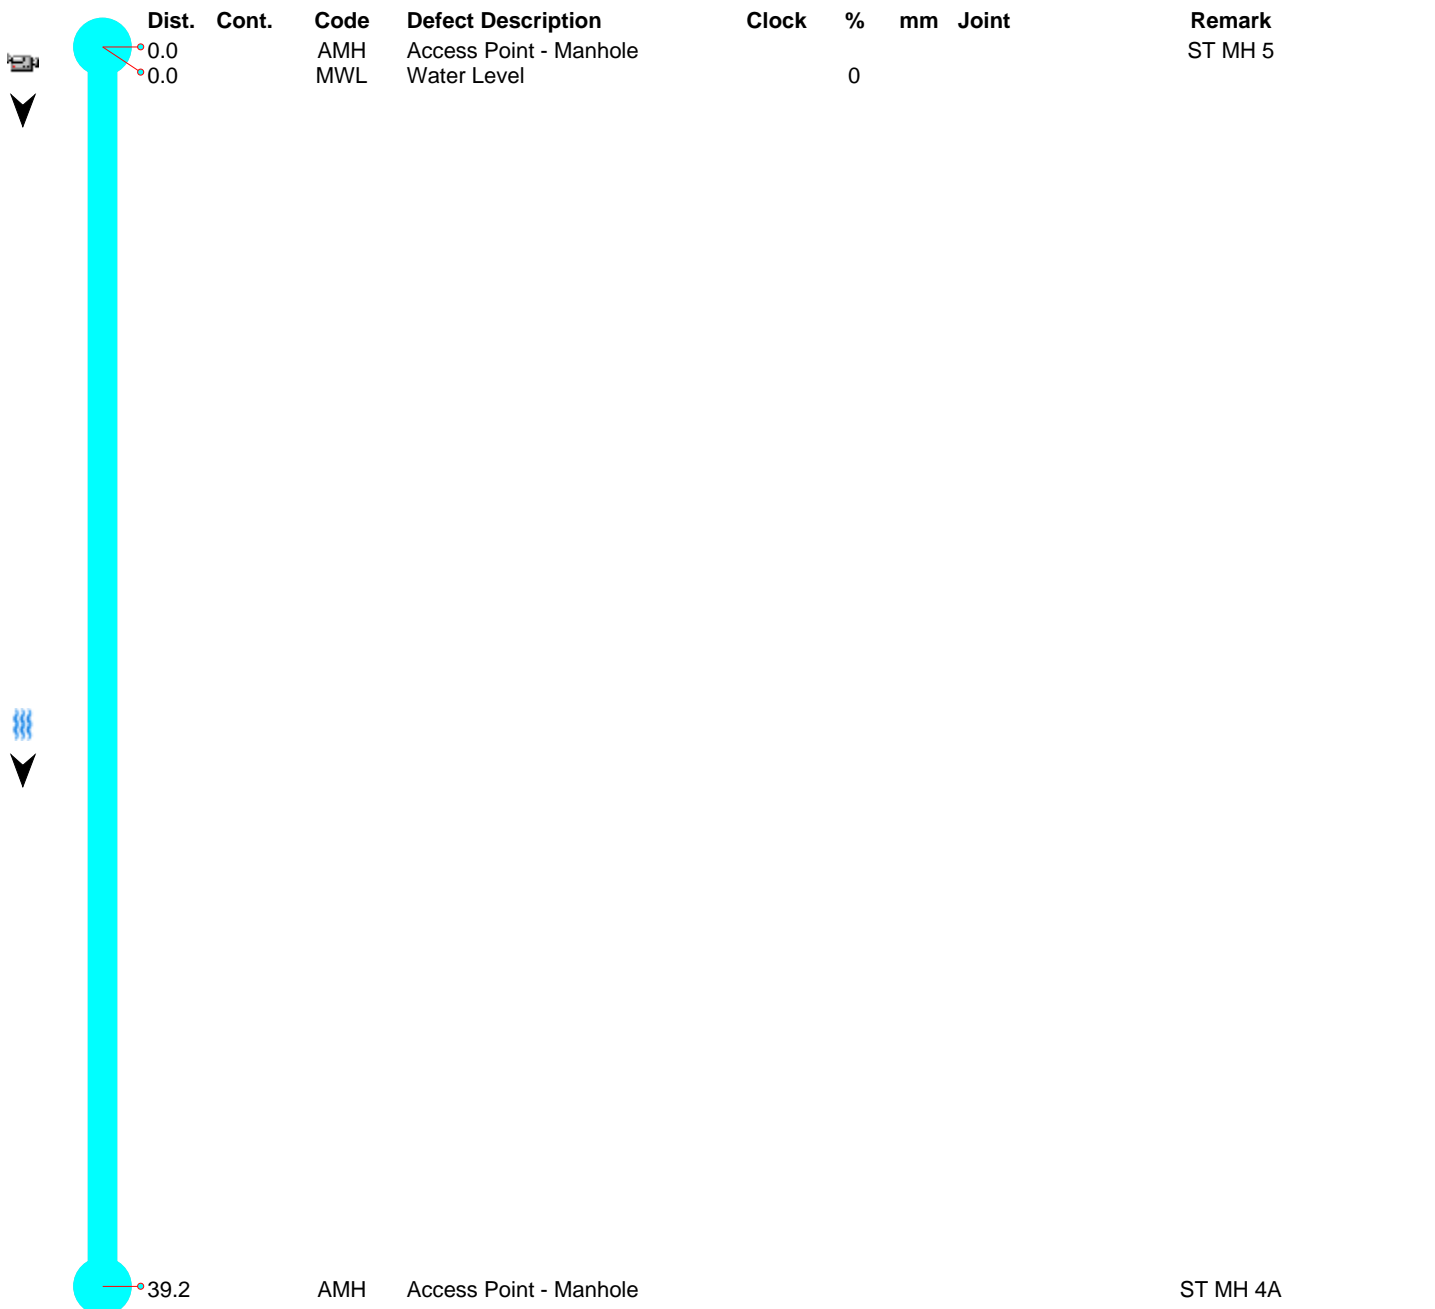 Dist. Cont. Code Defect Description Clock % mm Joint Remark
0.0 AMH Access Point - Manhole ST MH 5
0.0 MWL Water Level 0
39.2 AMH Access Point - Manhole ST MH 4A